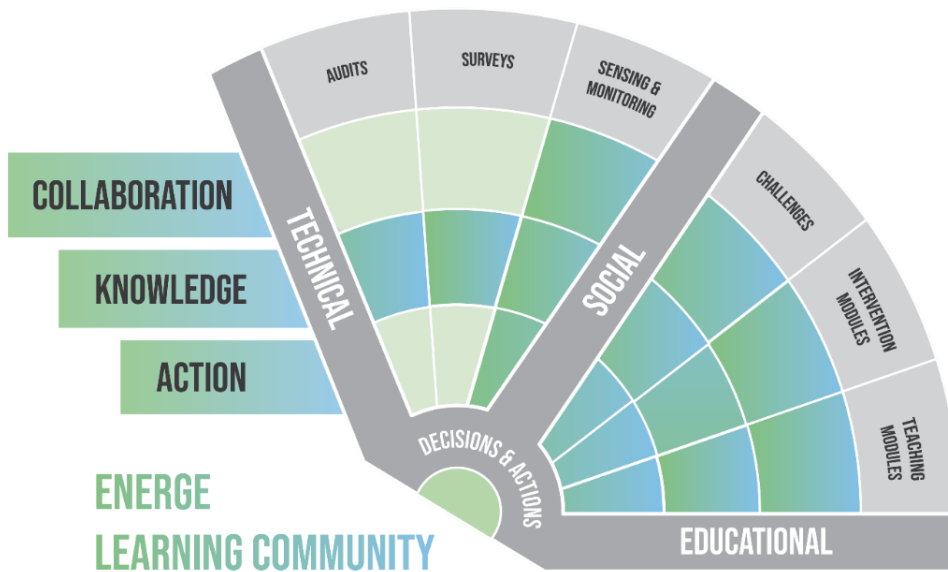 AUDITS
SURVEYS
SENSING &
MONITORING
CHALLENGES
INTERVENTION
MODULES
TEACHING
MODULES
COLLABORATION
KNOWLEDGE
ACTION
TECHNICAL
SOCIAL
EDUCATIONAL
DECISIONS & ACTIONS
ENERGE
LEARNING COMMUNITY